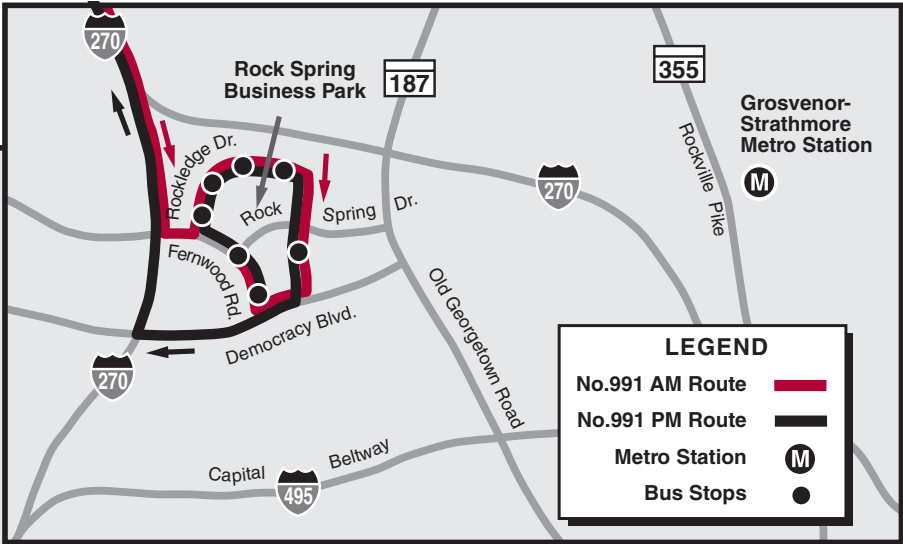 270
Rock Spring
Business Park
187
355
Grosvenor-
Strathmore
Metro Station
M
Rockledge Dr.
Rockville Pike
270
Rock Spring Dr.
Fernwood Rd.
Old Georgetown Road
Democracy Blvd.
270
Capital Beltway
495
LEGEND
No.991 AM Route
No.991 PM Route
Metro Station
M
Bus Stops